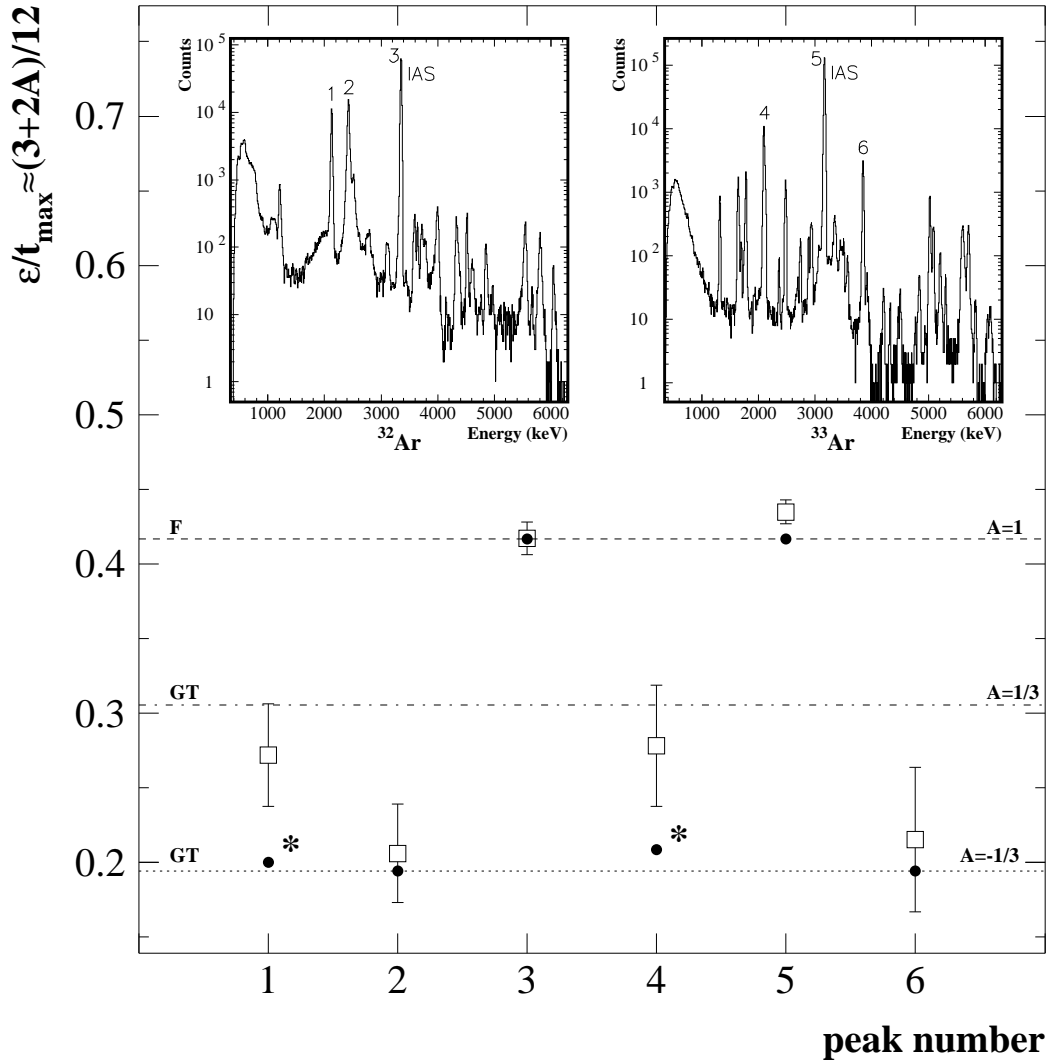 ε/t_max≈(3+2A)/12
0.7
0.6
0.5
0.4
0.3
0.2
Counts
10^5
10^4
10^3
10^2
10
1
1
2
3
IAS
1000 2000 3000 4000 5000 6000
^32Ar Energy (keV)
Counts
10^5
10^4
10^3
10^2
10
1
4
5
IAS
6
1000 2000 3000 4000 5000 6000
^33Ar Energy (keV)
F A=1
GT A=1/3
* *
GT A=-1/3
1 2 3 4 5 6
peak number